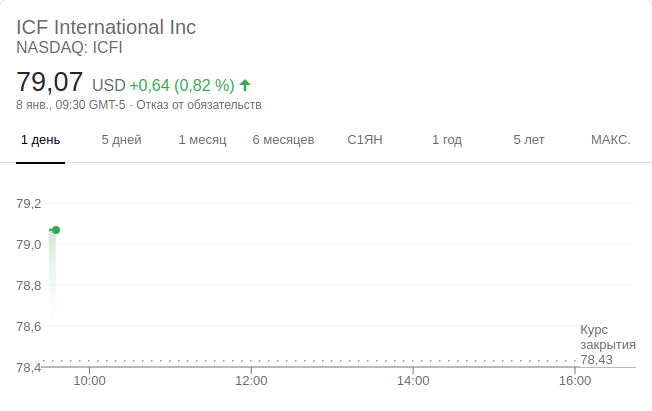 ICF International Inc
NASDAQ: ICFI
79,07 USD +0,64 (0,82 %)
8 янв., 09:30 GMT-5 · Отказ от обязательств
1 день 5 дней 1 месяц 6 месяцев С1ЯН 1 год 5 лет МАКС.
79,2
79,0
78,8
78,6
78,4
Курс
закрытия
78,43
10:00 12:00 14:00 16:00